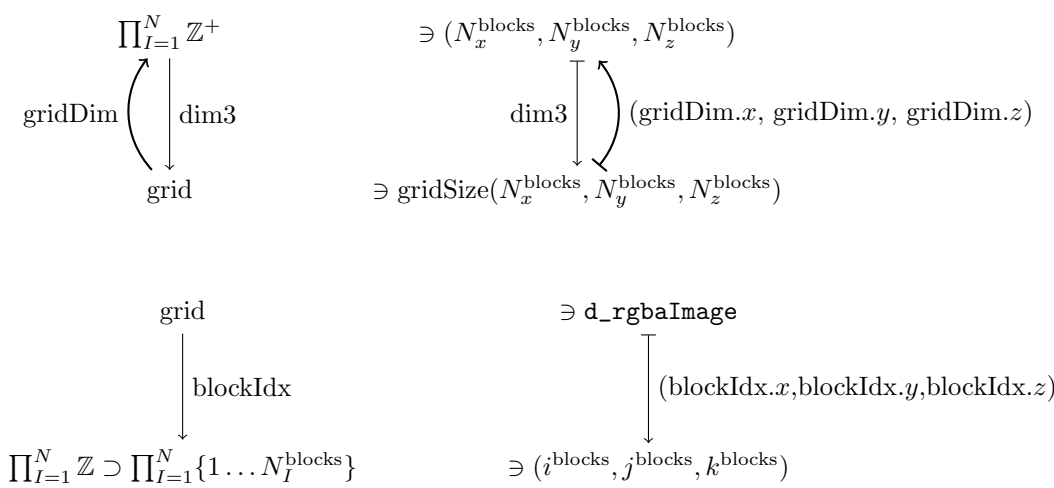 ∏_{I=1}^{N} ℤ⁺ ∋ (N_x^{blocks}, N_y^{blocks}, N_z^{blocks})
gridDim dim3 dim3 (gridDim.x, gridDim.y, gridDim.z)
grid ∋ gridSize(N_x^{blocks}, N_y^{blocks}, N_z^{blocks})
grid ∋ d_rgbaImage
blockIdx (blockIdx.x,blockIdx.y,blockIdx.z)
∏_{I=1}^{N} ℤ ⊃ ∏_{I=1}^{N} {1 … N_I^{blocks}} ∋ (i^{blocks}, j^{blocks}, k^{blocks})